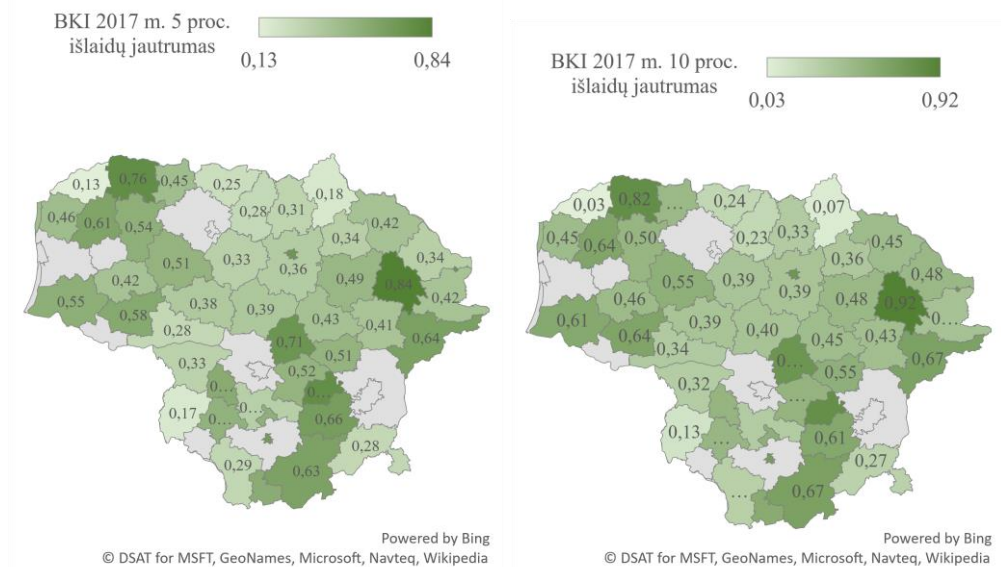 BKI 2017 m. 5 proc.
išlaidų jautrumas
0,13 0,84
0,13 0,76 0,45 0,25 0,18
0,46 0,61 0,54 0,28 0,31 0,42
0,34
0,51 0,33 0,36 0,34
0,42 0,49 0,84
0,55 0,38 0,39 0,42
0,58 0,28 0,43 0,41 0,64
0,71
0,33 0,51
0,52
0... 0... 0...
0,17 0... 0,66
0,29 0,63 0,28
Powered by Bing
© DSAT for MSFT, GeoNames, Microsoft, Navteq, Wikipedia
BKI 2017 m. 10 proc.
išlaidų jautrumas
0,03 0,92
0,03 0,82 ... 0,24 0,07
0,45 0,64 0,50 0,23 0,33 0,45
0,36
0,55 0,39 0,39 0,48
0,46 0,48 0,92
0,61 0,39 0,40 0...
0,64 0,34 0,45 0,43 0,67
0...
0,32 0,55
...
0,13 ... 0,61
... 0,67 0,27
Powered by Bing
© DSAT for MSFT, GeoNames, Microsoft, Navteq, Wikipedia